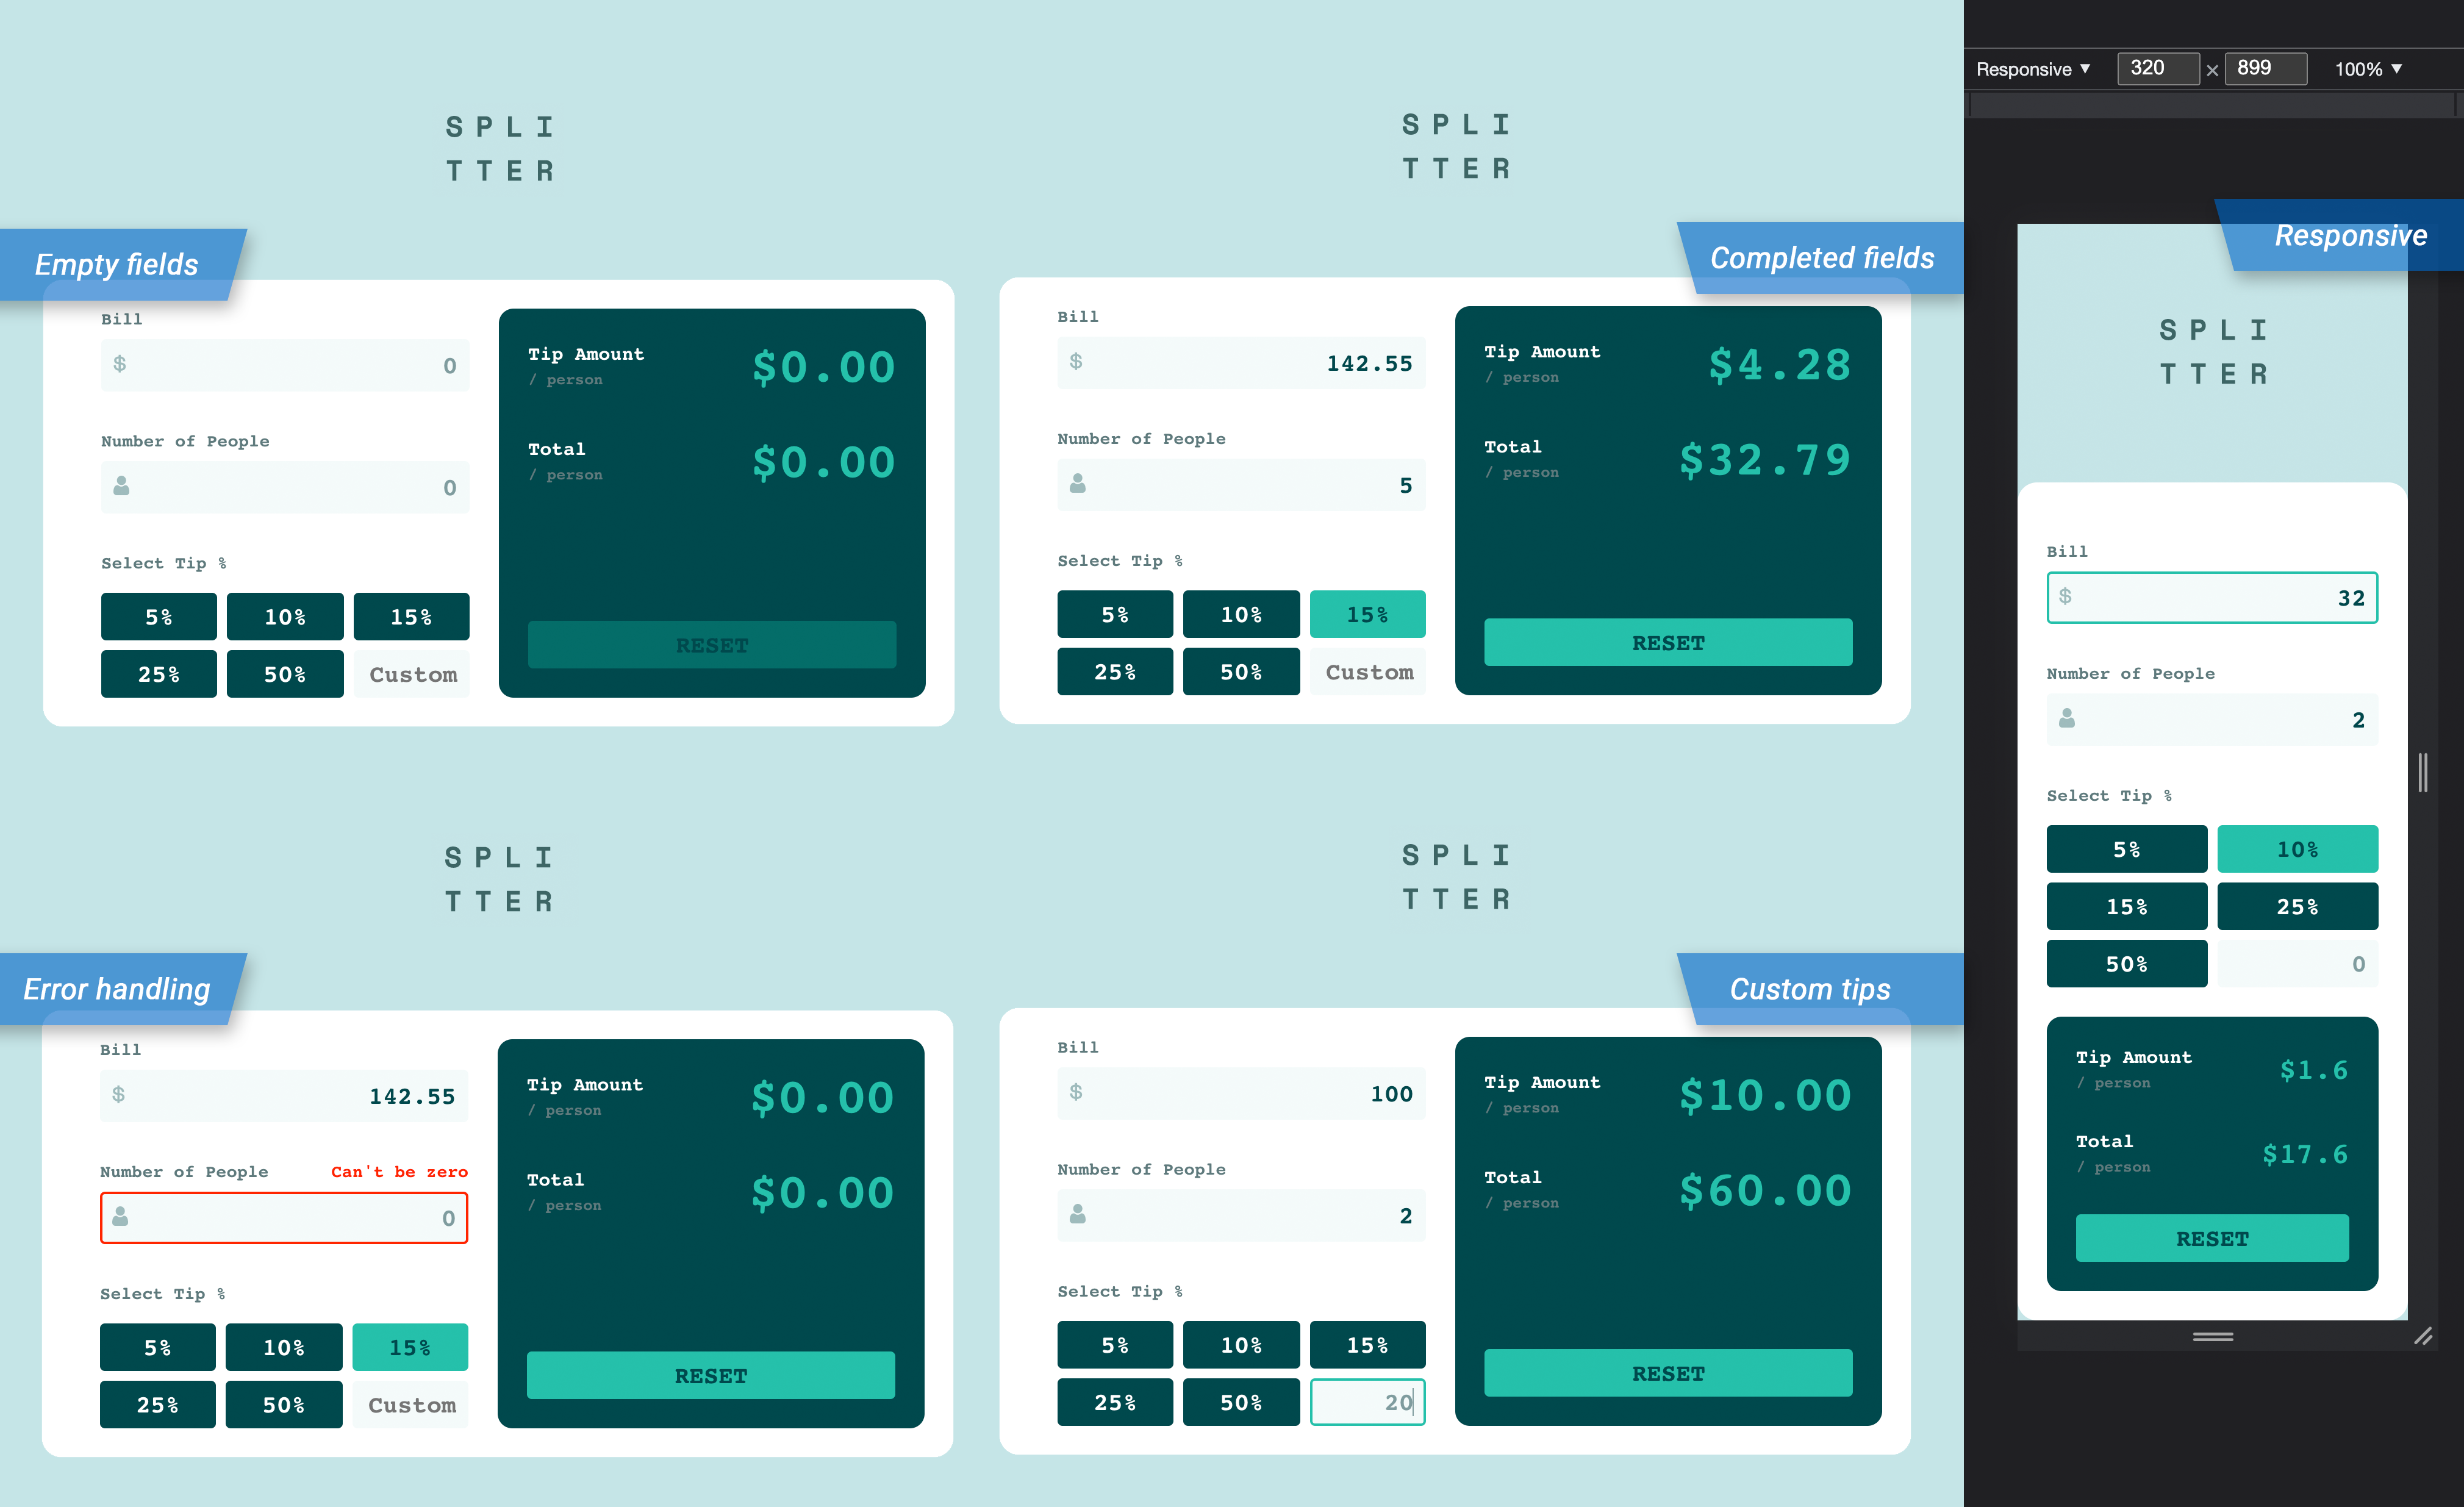 SPLI
TTER
Empty fields
Bill
$ 0
Number of People
0
Select Tip %
5% 10% 15%
25% 50% Custom
Tip Amount $0.00
/ person
Total $0.00
/ person
RESET
SPLI
TTER
Completed fields
Bill
$ 142.55
Number of People
5
Select Tip %
5% 10% 15%
25% 50% Custom
Tip Amount $4.28
/ person
Total $32.79
/ person
RESET
SPLI
TTER
Error handling
Bill
$ 142.55
Number of People Can't be zero
0
Select Tip %
5% 10% 15%
25% 50% Custom
Tip Amount $0.00
/ person
Total $0.00
/ person
RESET
SPLI
TTER
Custom tips
Bill
$ 100
Number of People
2
Select Tip %
5% 10% 15%
25% 50% 20
Tip Amount $10.00
/ person
Total $60.00
/ person
RESET
Responsive ▼ 320 × 899 100% ▼
Responsive
SPLI
TTER
Bill
$ 32
Number of People
2
Select Tip %
5% 10%
15% 25%
50% 0
Tip Amount $1.6
/ person
Total $17.6
/ person
RESET